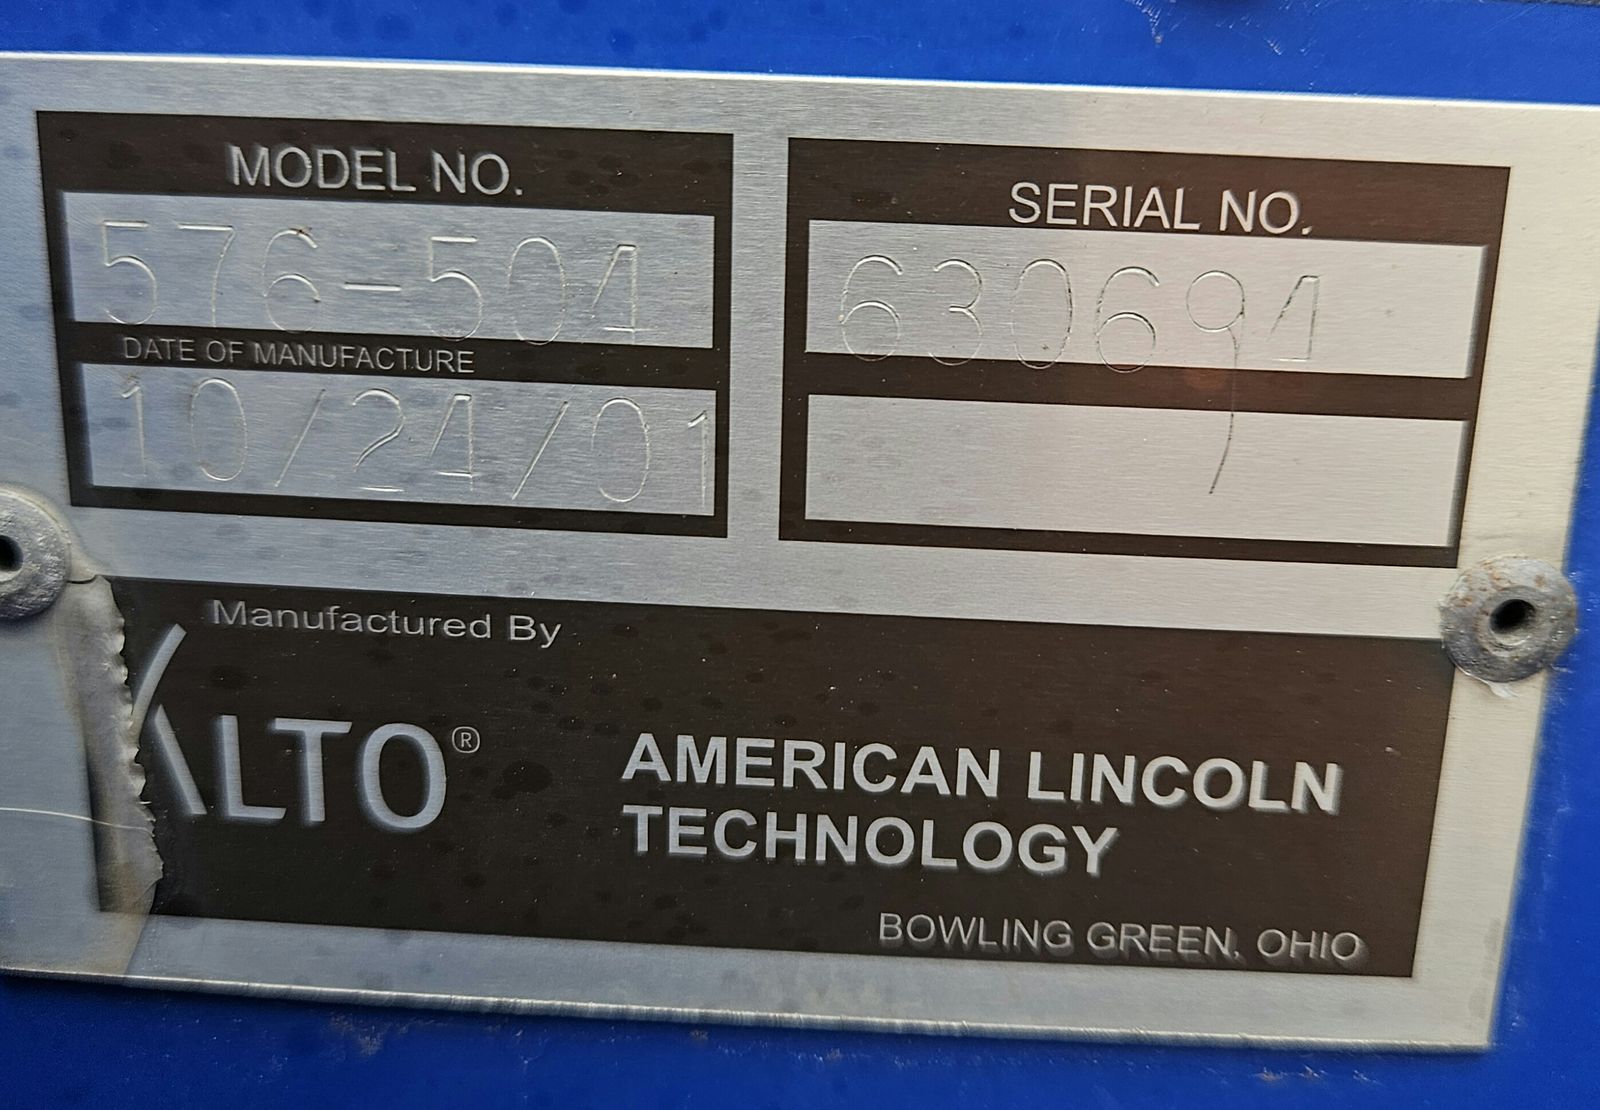 MODEL NO.
576-504
DATE OF MANUFACTURE
10/24/01
SERIAL NO.
630694
Manufactured By
ALTO®
AMERICAN LINCOLN
TECHNOLOGY
BOWLING GREEN, OHIO